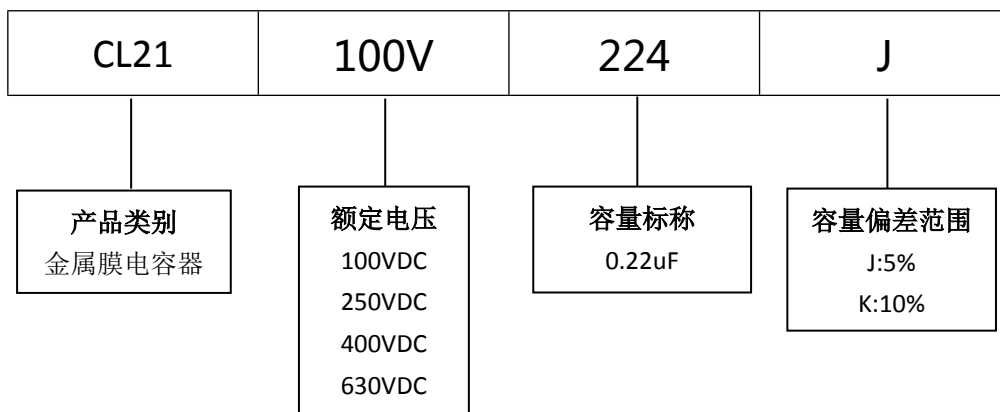 CL21 100V 224 J
产品类别
金属膜电容器
额定电压
100VDC
250VDC
400VDC
630VDC
容量标称
0.22uF
容量偏差范围
J:5%
K:10%